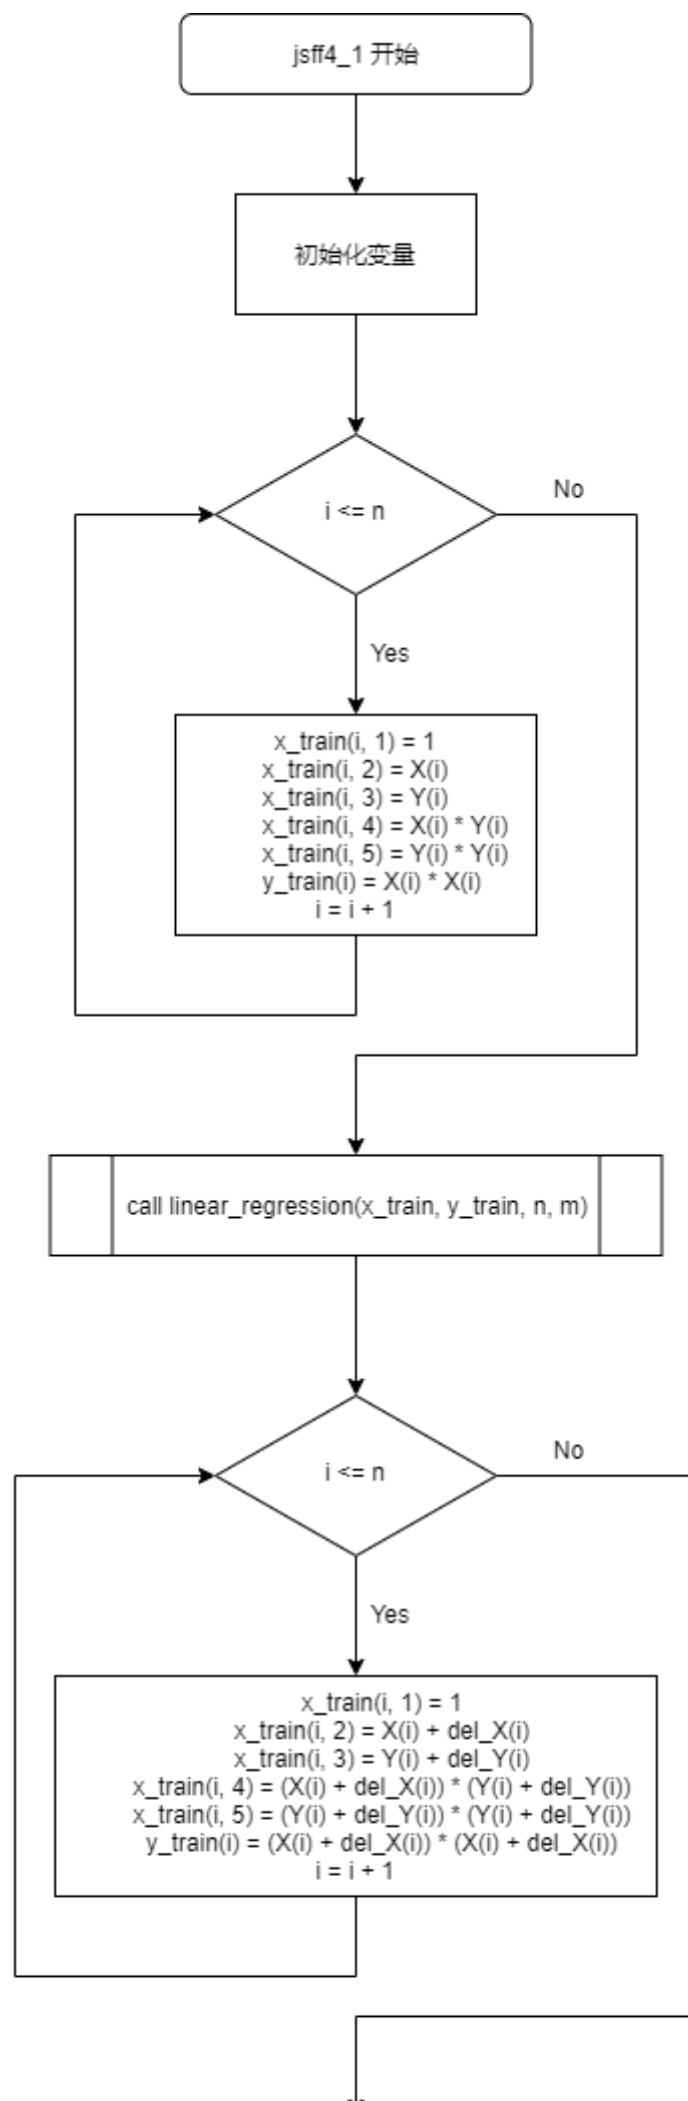 jsff4_1 开始
初始化变量
i <= n
No
Yes
x_train(i, 1) = 1
x_train(i, 2) = X(i)
x_train(i, 3) = Y(i)
x_train(i, 4) = X(i) * Y(i)
x_train(i, 5) = Y(i) * Y(i)
y_train(i) = X(i) * X(i)
i = i + 1
call linear_regression(x_train, y_train, n, m)
i <= n
No
Yes
x_train(i, 1) = 1
x_train(i, 2) = X(i) + del_X(i)
x_train(i, 3) = Y(i) + del_Y(i)
x_train(i, 4) = (X(i) + del_X(i)) * (Y(i) + del_Y(i))
x_train(i, 5) = (Y(i) + del_Y(i)) * (Y(i) + del_Y(i))
y_train(i) = (X(i) + del_X(i)) * (X(i) + del_X(i))
i = i + 1